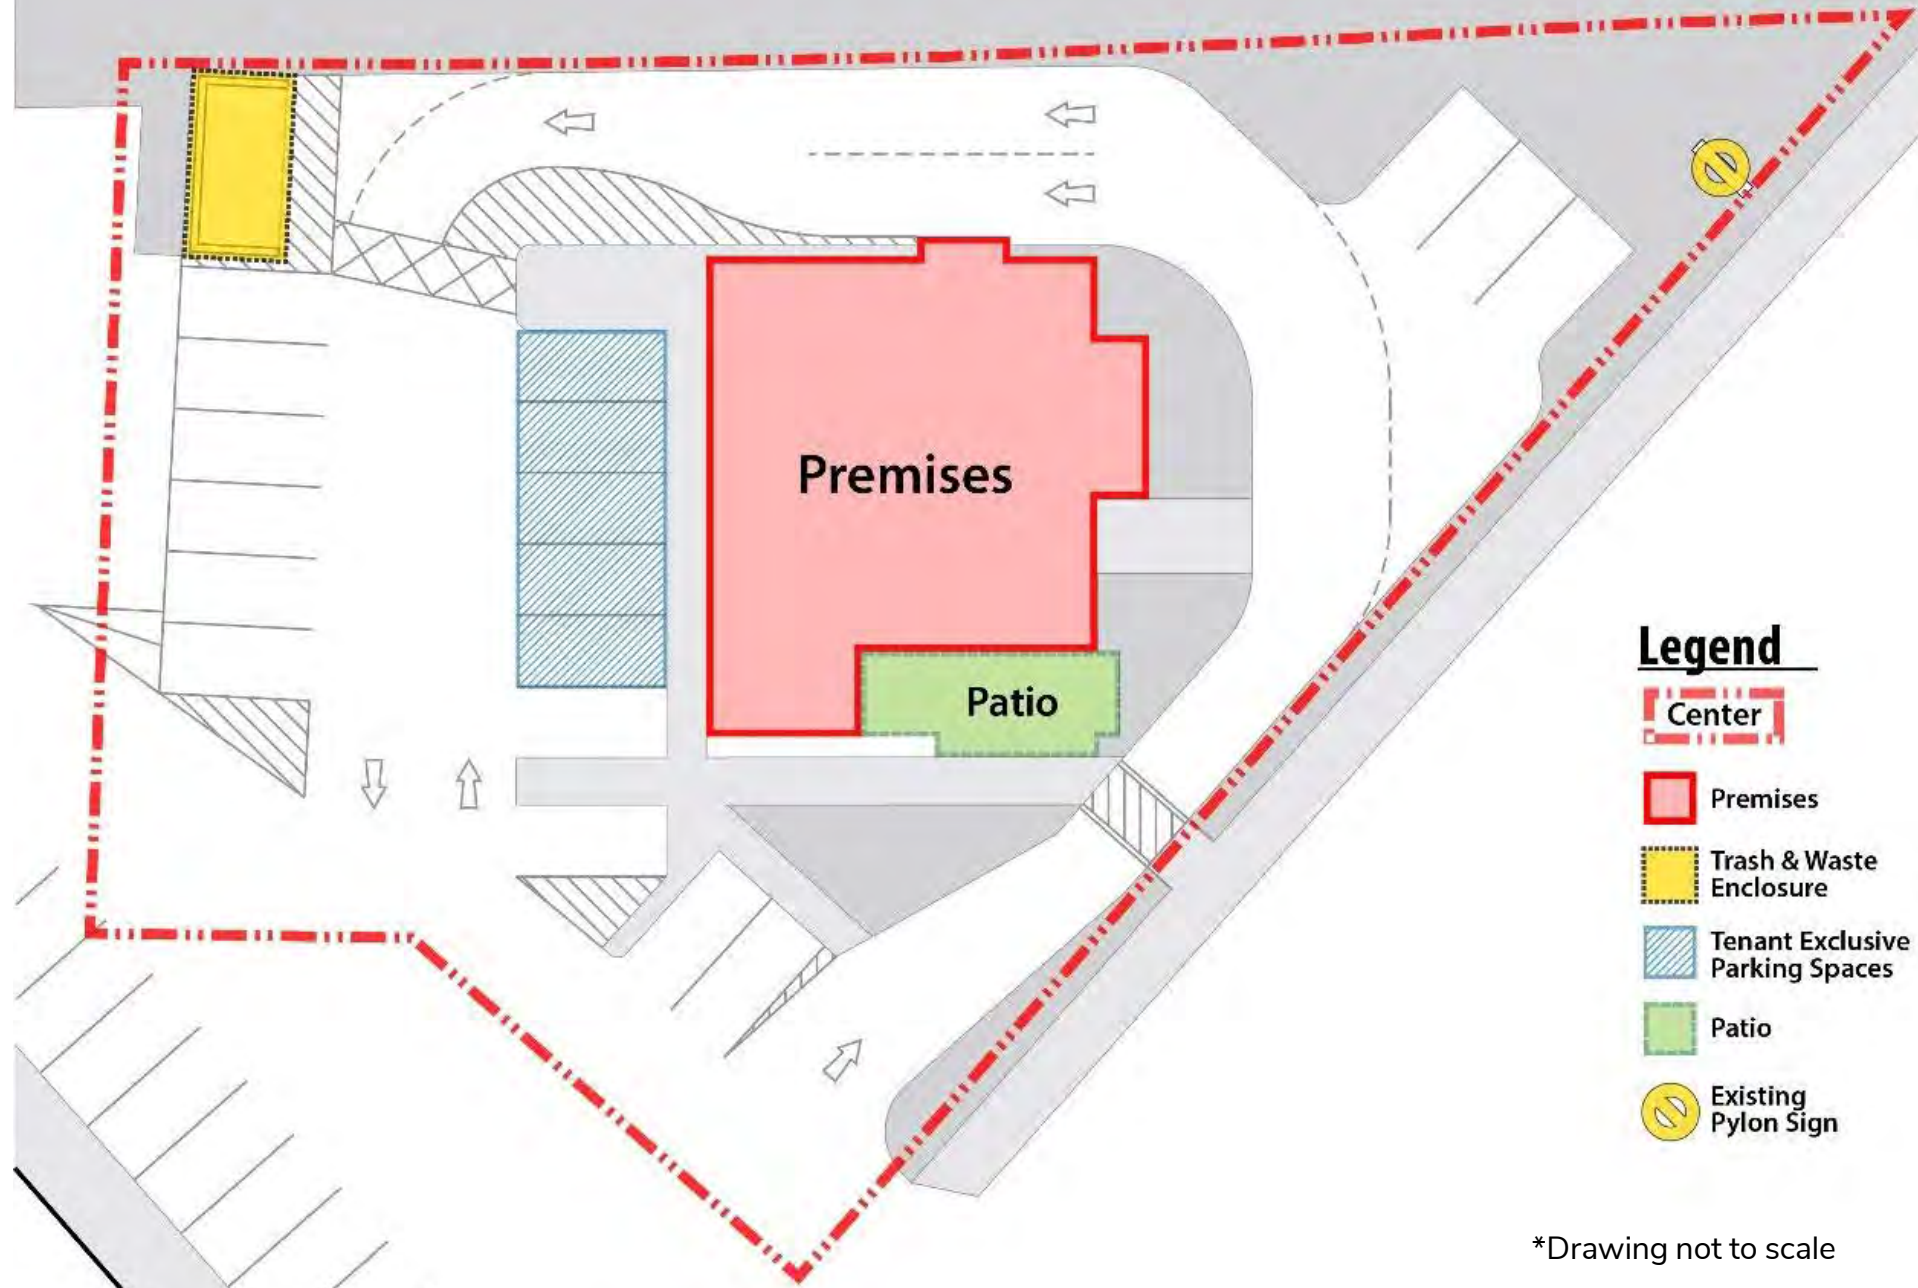 Premises
Patio
Legend
Center
Premises
Trash & Waste
Enclosure
Tenant Exclusive
Parking Spaces
Patio
Existing
Pylon Sign
*Drawing not to scale